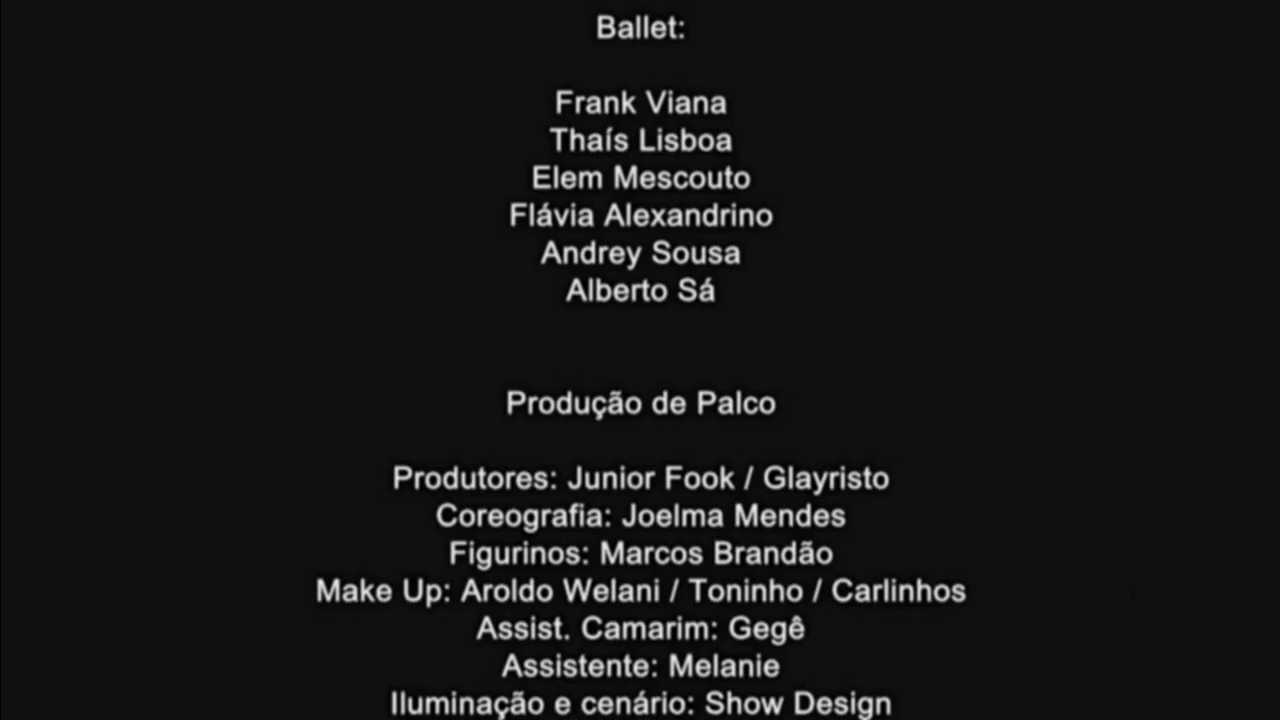 Ballet:
Frank Viana
Thaís Lisboa
Elem Mescouto
Flávia Alexandrino
Andrey Sousa
Alberto Sá
Produção de Palco
Produtores: Junior Fook / Glayristo
Coreografia: Joelma Mendes
Figurinos: Marcos Brandão
Make Up: Aroldo Welani / Toninho / Carlinhos
Assist. Camarim: Gegê
Assistente: Melanie
Iluminação e cenário: Show Design